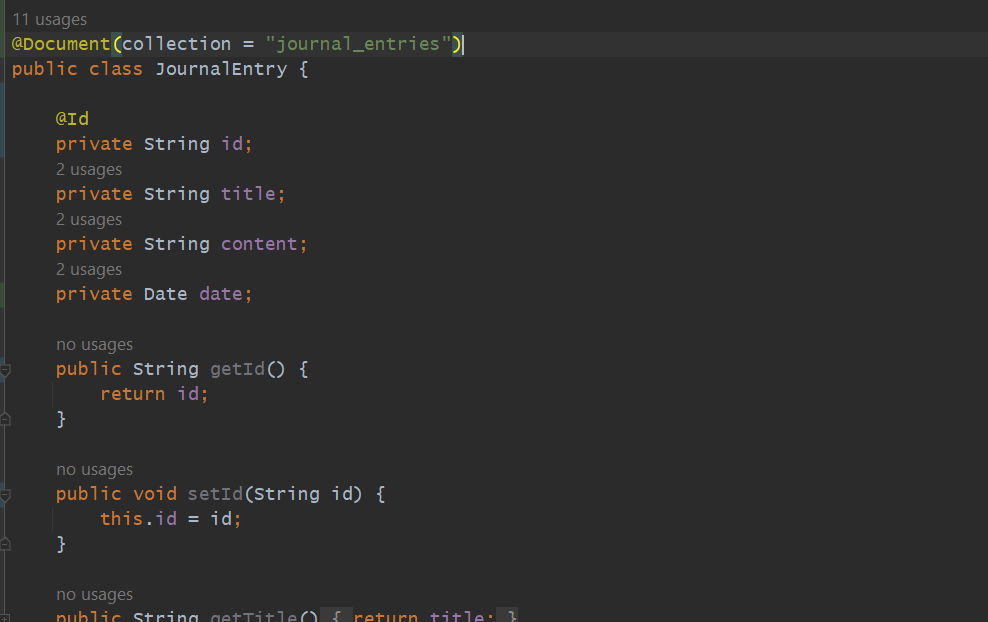 11 usages
@Document(collection = "journal_entries")
public class JournalEntry {
@Id
private String id;
2 usages
private String title;
2 usages
private String content;
2 usages
private Date date;
no usages
public String getId() {
return id;
}
no usages
public void setId(String id) {
this.id = id;
}
no usages
public String getTitle() { return title; }